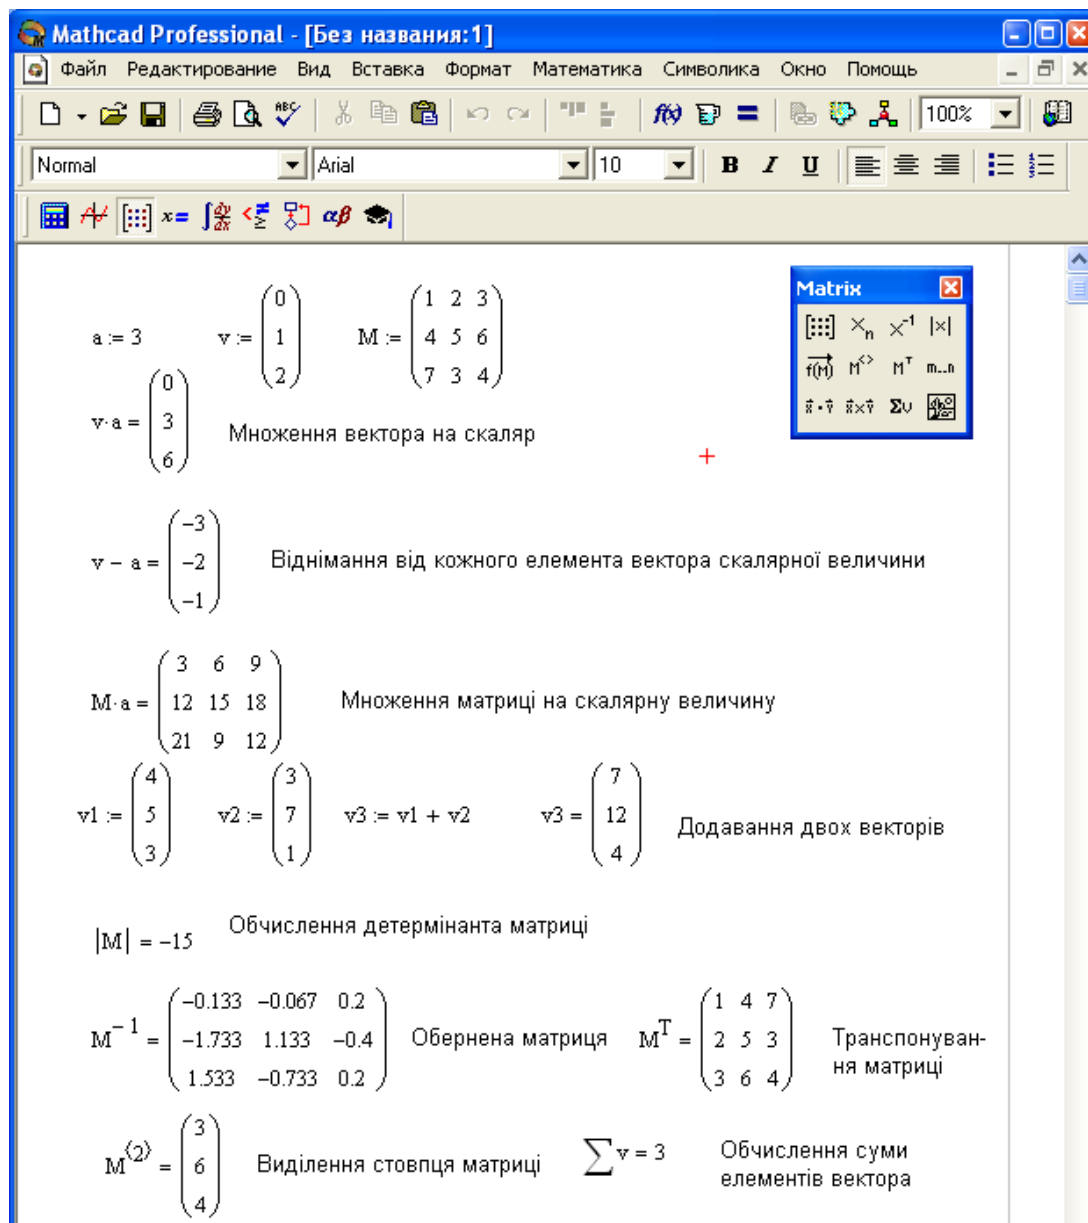 Mathcad Professional - [Без названия:1]
Файл Редактирование Вид Вставка Формат Математика Символика Окно Помощь
100%
Normal Arial 10 B I U
Matrix
a := 3 v := (0 1 2) M := (1 2 3 4 5 6 7 3 4)
v·a = (0 3 6) Множення вектора на скаляр
v − a = (−3 −2 −1) Віднімання від кожного елемента вектора скалярної величини
M·a = (3 6 9 12 15 18 21 9 12) Множення матриці на скалярну величину
v1 := (4 5 3) v2 := (3 7 1) v3 := v1 + v2 v3 = (7 12 4) Додавання двох векторів
|M| = −15 Обчислення детермінанта матриці
M^−1 = (−0.133 −0.067 0.2 −1.733 1.133 −0.4 1.533 −0.733 0.2) Обернена матриця M^T = (1 4 7 2 5 3 3 6 4) Транспонуван-
ня матриці
M^⟨2⟩ = (3 6 4) Виділення стовпця матриці ∑v = 3 Обчислення суми
елементів вектора